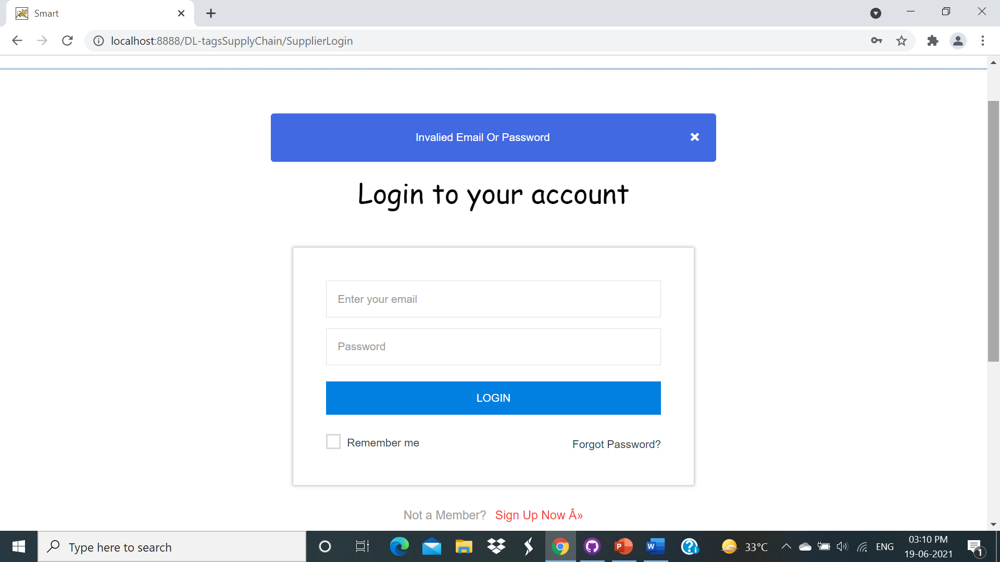 Smart
localhost:8888/DL-tagsSupplyChain/SupplierLogin
Invalied Email Or Password
Login to your account
Enter your email
Password
LOGIN
Remember me
Forgot Password?
Not a Member? Sign Up Now Â»
Type here to search
P
W
33°C
ENG
03:10 PM
19-06-2021
1